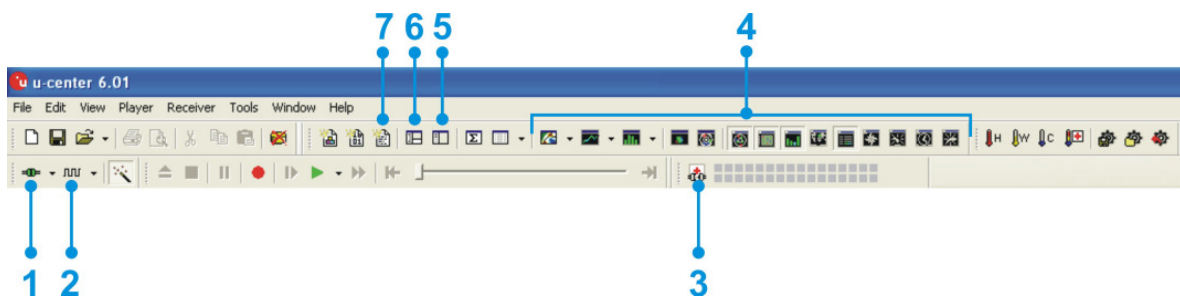 7 6 5 4
u u-center 6.01
File Edit View Player Receiver Tools Window Help
H W C
1 2 3